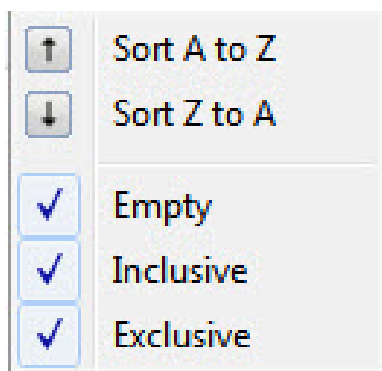 Sort A to Z
Sort Z to A
Empty
Inclusive
Exclusive